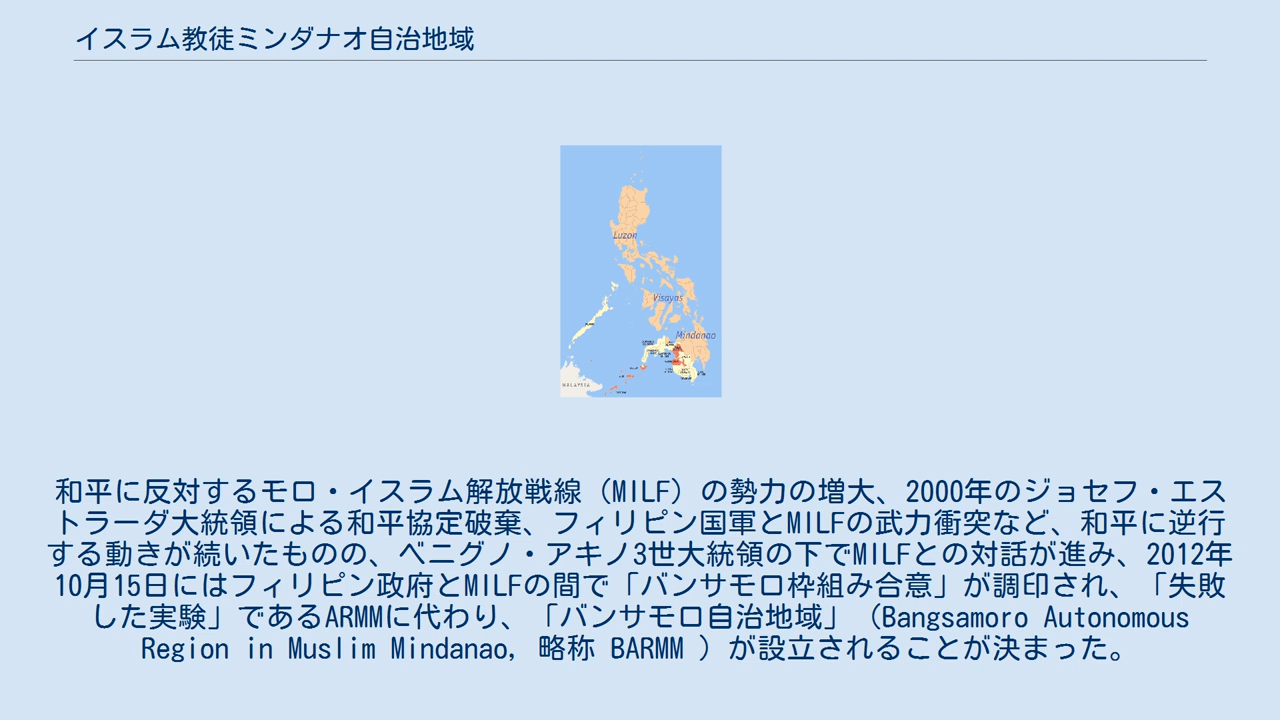 イスラム教徒ミンダナオ自治地域
Luzon
Visayas
Mindanao
MALAYSIA
和平に反対するモロ・イスラム解放戦線（MILF）の勢力の増大、2000年のジョセフ・エス
トラーダ大統領による和平協定破棄、フィリピン国軍とMILFの武力衝突など、和平に逆行
する動きが続いたものの、ベニグノ・アキノ3世大統領の下でMILFとの対話が進み、2012年
10月15日にはフィリピン政府とMILFの間で「バンサモロ枠組み合意」が調印され、「失敗
した実験」であるARMMに代わり、「バンサモロ自治地域」（Bangsamoro Autonomous
Region in Muslim Mindanao, 略称 BARMM ）が設立されることが決まった。